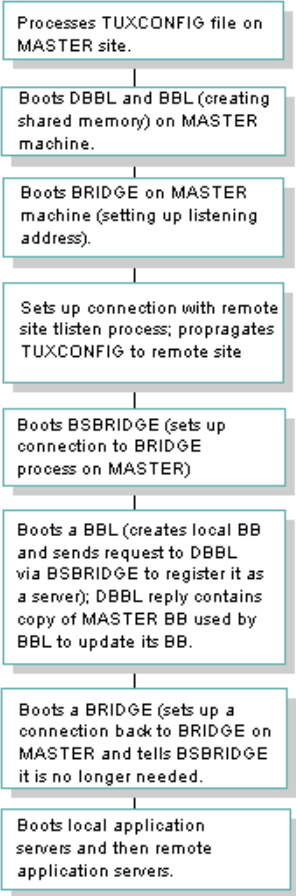 Processes TUXCONFIG file on
MASTER site.
Boots DBBL and BBL (creating
shared memory) on MASTER
machine.
Boots BRIDGE on MASTER
machine (setting up listening
address).
Sets up connection with remote
site tlisten process; propragates
TUXCONFIG to remote site
Boots BSBRIDGE (sets up
connection to BRIDGE
process on MASTER)
Boots a BBL (creates local BB
and sends request to DBBL
via BSBRIDGE to register it as
a server); DBBL reply contains
copy of MASTER BB used by
BBL to update its BB.
Boots a BRIDGE (sets up a
connection back to BRIDGE on
MASTER and tells BSBRIDGE
it is no longer needed.
Boots local application
servers and then remote
application servers.